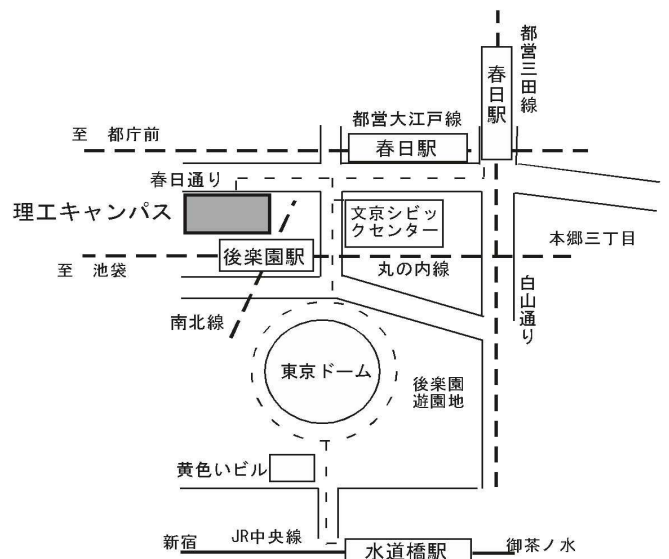 都営三田線
春日駅
都営大江戸線
至　都庁前
春日駅
春日通り
理工キャンパス
文京シビッ
クセンター
本郷三丁目
後楽園駅
至　池袋
丸の内線
白山通り
南北線
東京ドーム
後楽園
遊園地
黄色いビル
新宿
JR中央線
水道橋駅
御茶ノ水